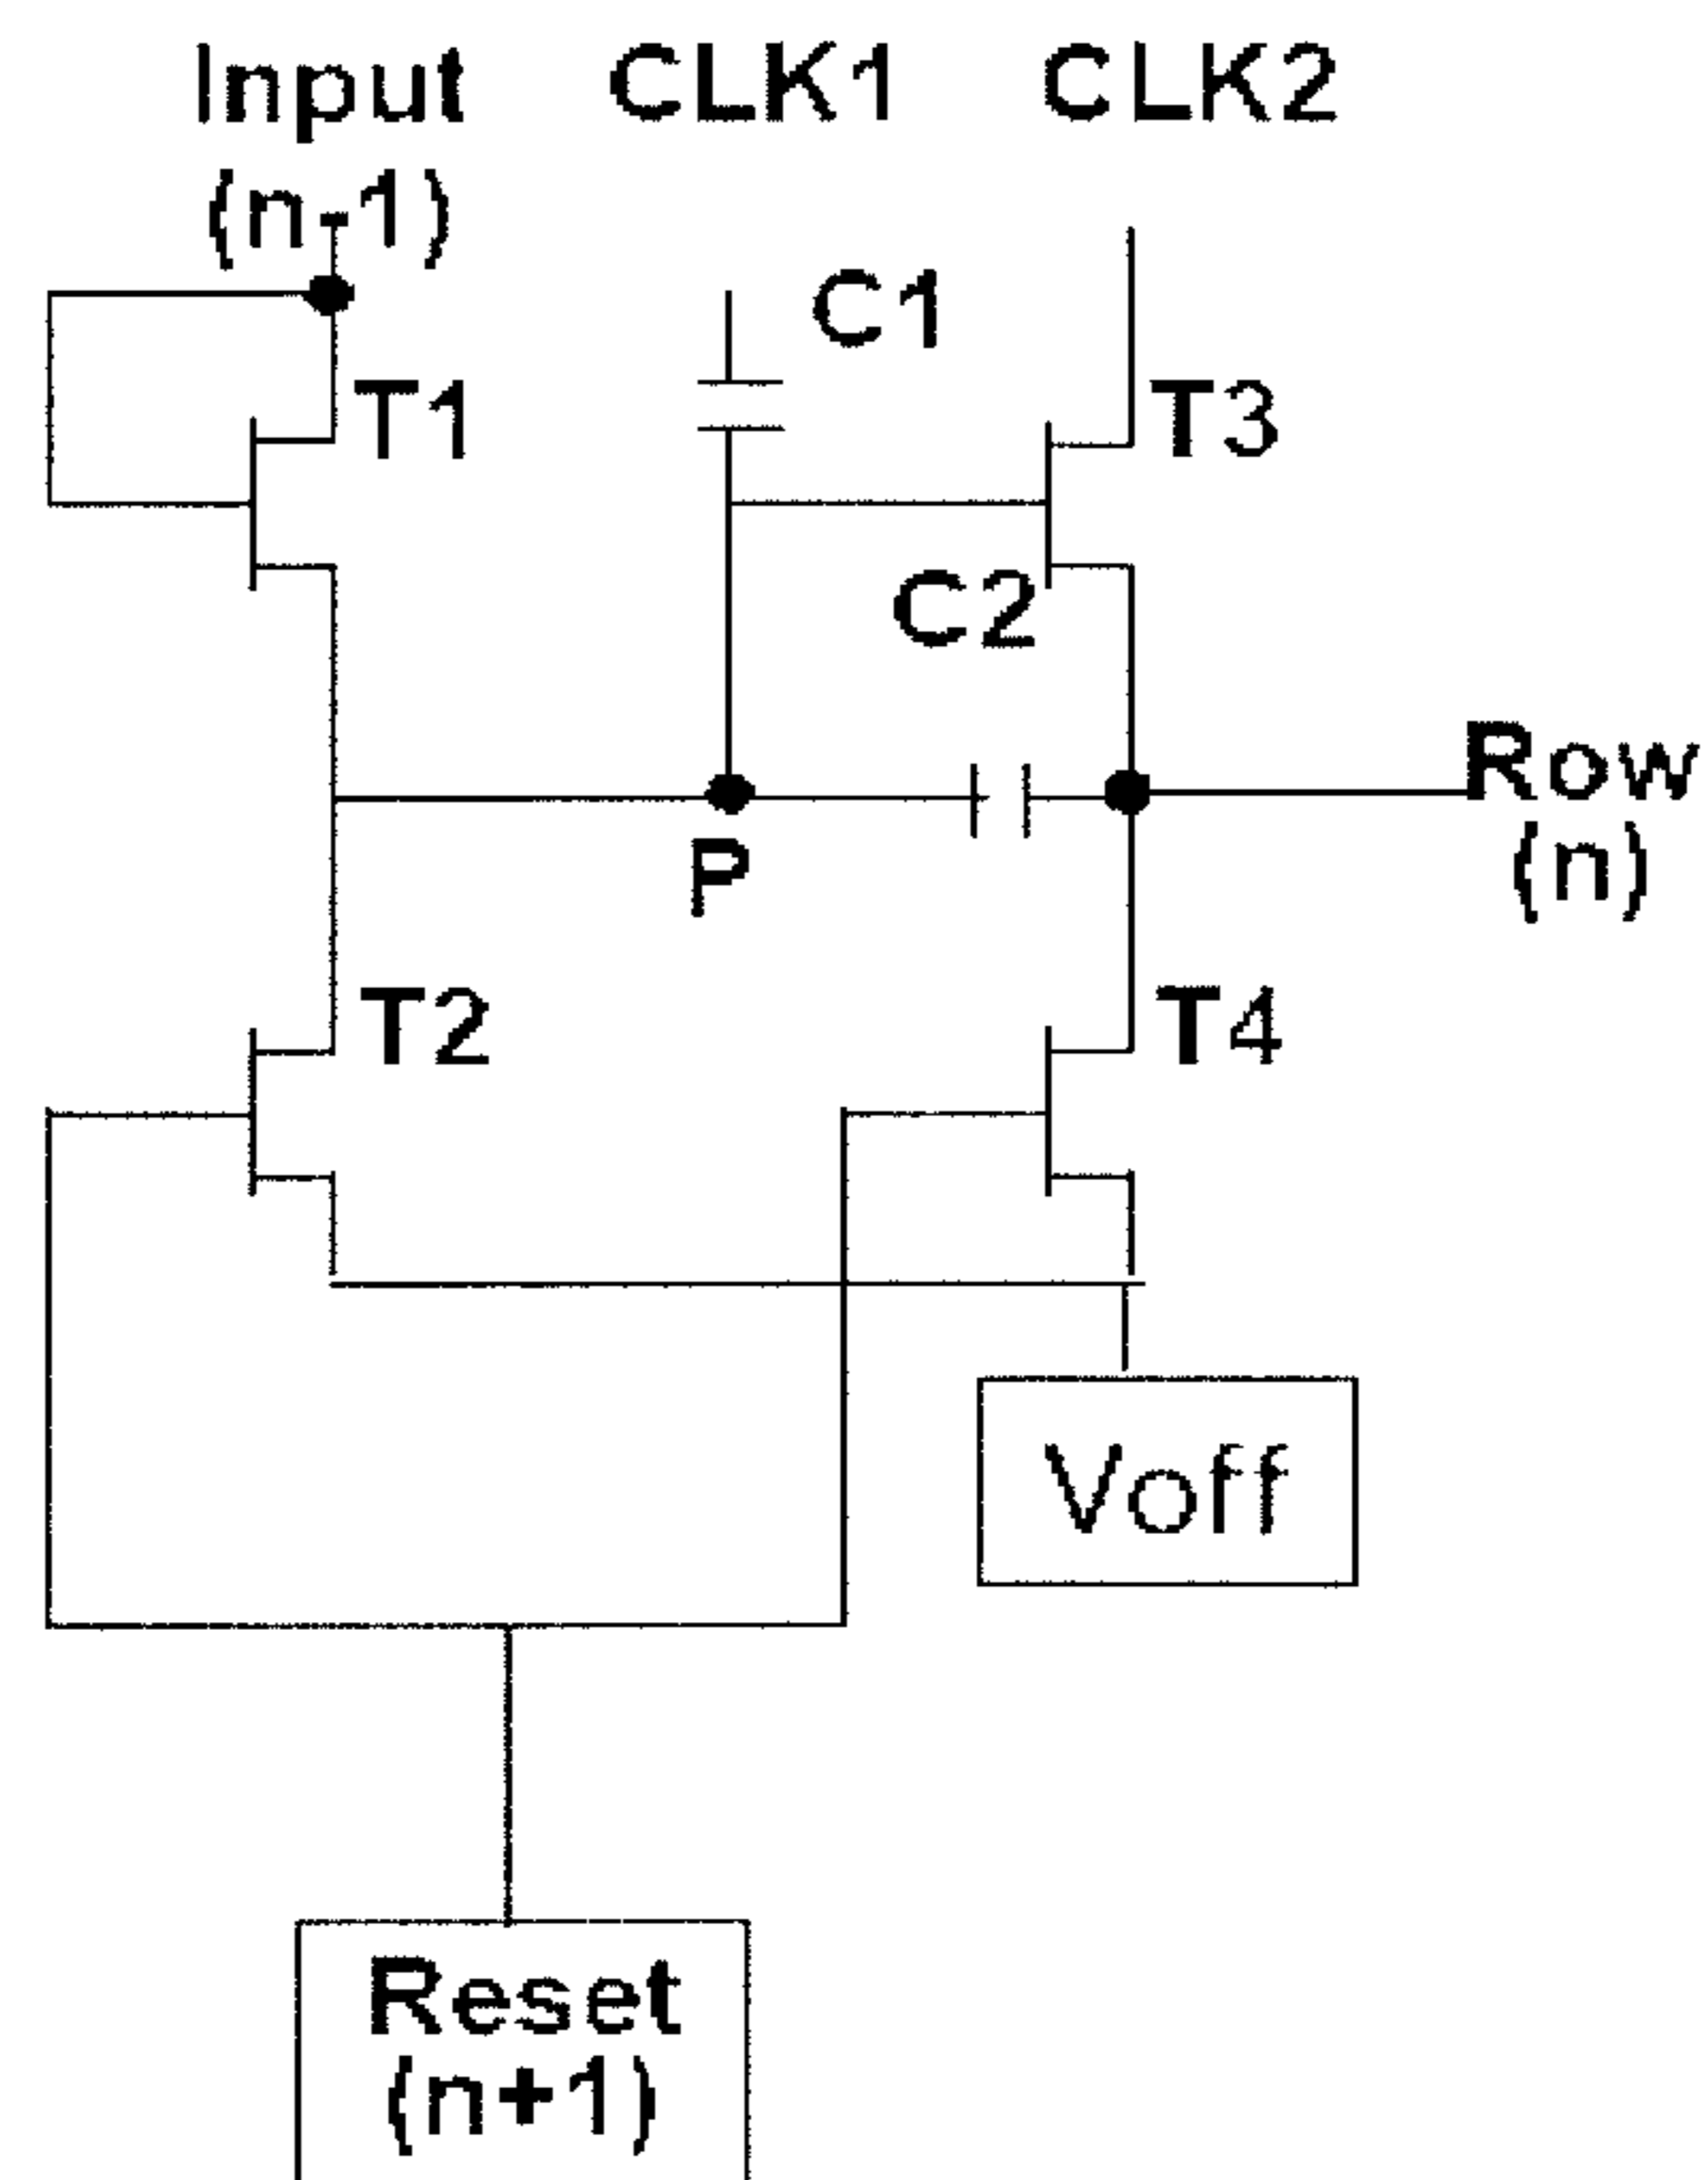 Input CLK1 CLK2
(n-1)
C1
T1
T3
C2
Row
(n)
P
T2
T4
Voff
Reset
(n+1)